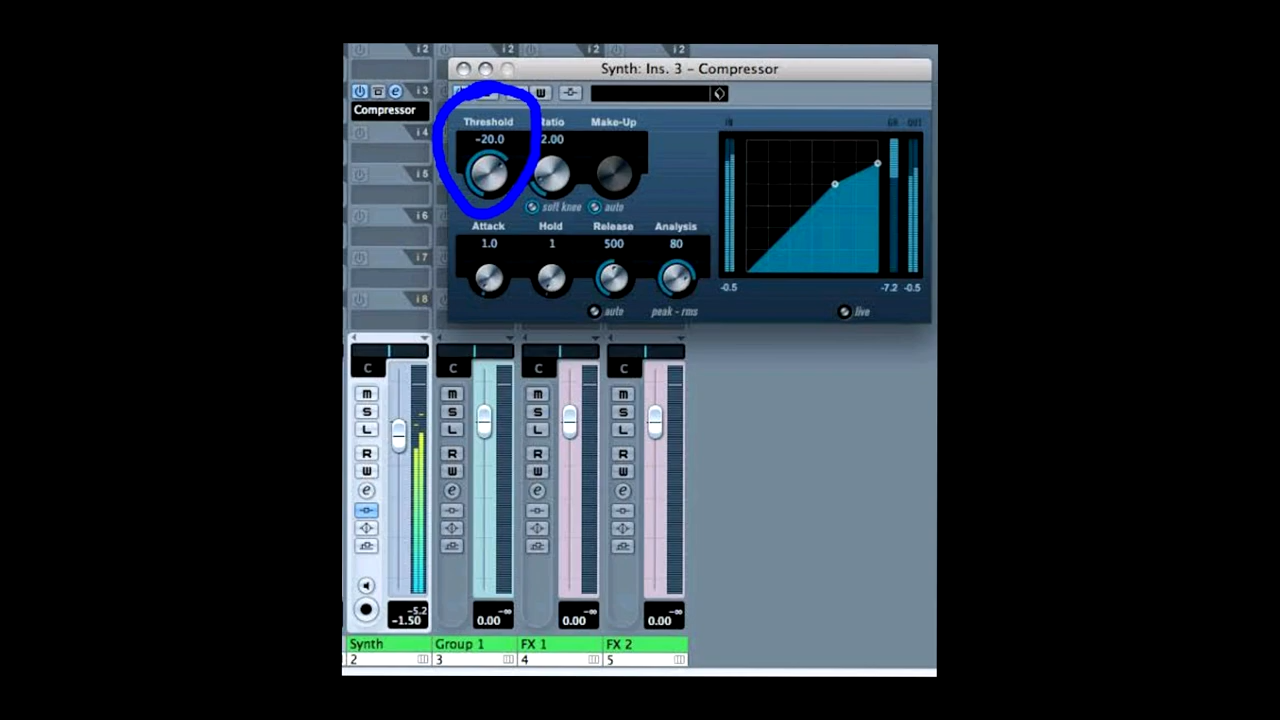 i 2 i 2 i 2 i 2
Synth: Ins. 3 – Compressor
e i 3
W
Compressor
i 4
Threshold Ratio Make-Up IN GR OUT
-20.0 2.00
i 5
soft knee auto
i 6
Attack Hold Release Analysis
1.0 1 500 80
i 7
-0.5 -7.2 -0.5
i 8
auto peak - rms live
C C C C
M M M M
S S S S
L L L L
R R R R
W W W W
e e e e
-5.2 -∞ -∞ -∞
-1.50 0.00 0.00 0.00
Synth Group 1 FX 1 FX 2
2 3 4 5